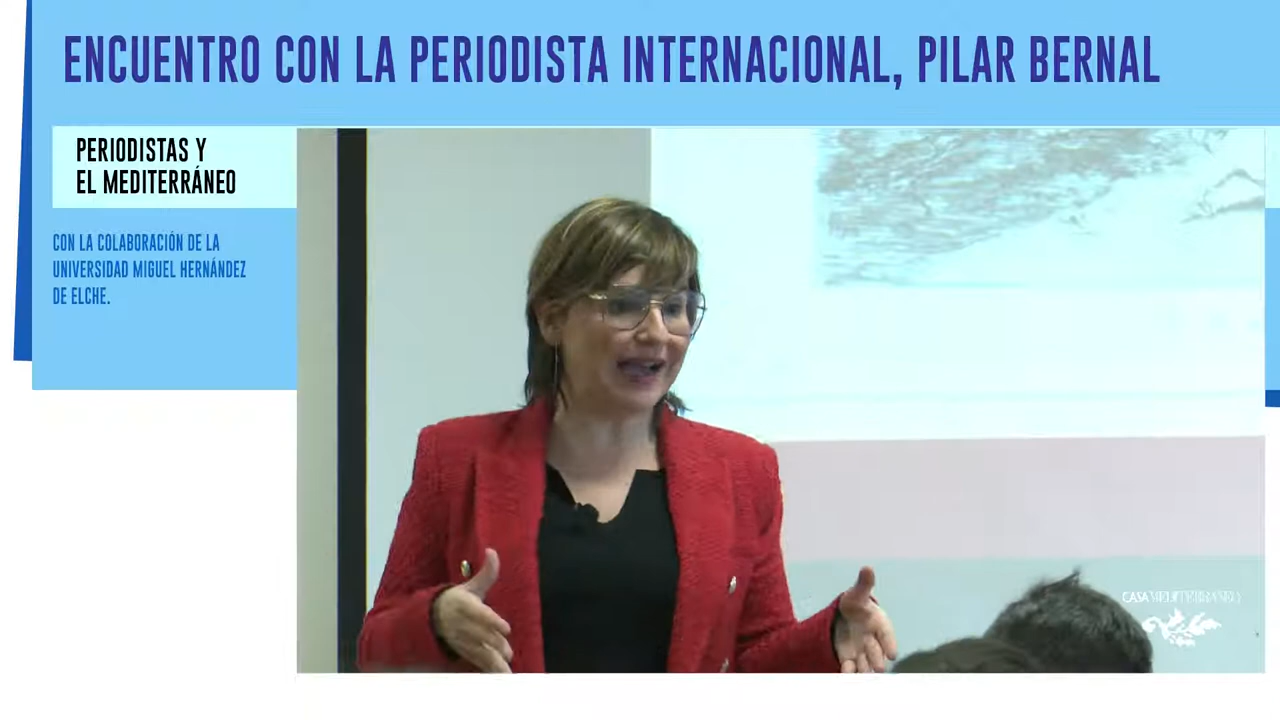 ENCUENTRO CON LA PERIODISTA INTERNACIONAL, PILAR BERNAL
PERIODISTAS Y
EL MEDITERRÁNEO
CON LA COLABORACIÓN DE LA
UNIVERSIDAD MIGUEL HERNÁNDEZ
DE ELCHE.
CASA MEDITERRÁNEO